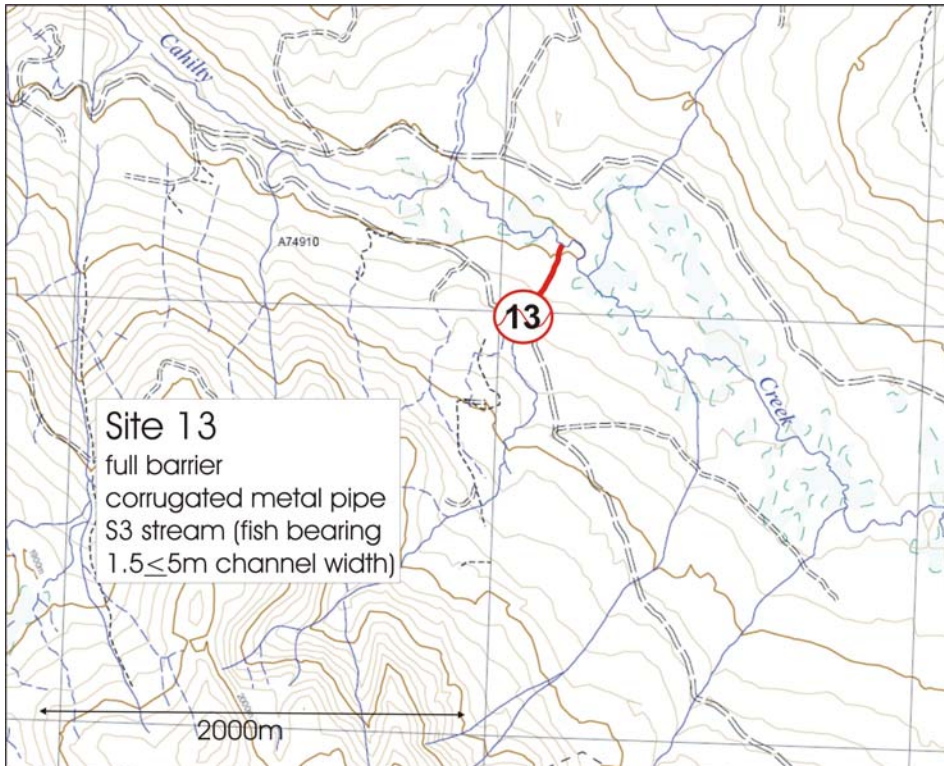 Cahilty
A74910
13
Creek
Site 13
full barrier
corrugated metal pipe
S3 stream (fish bearing
1.5≤5m channel width)
2000m